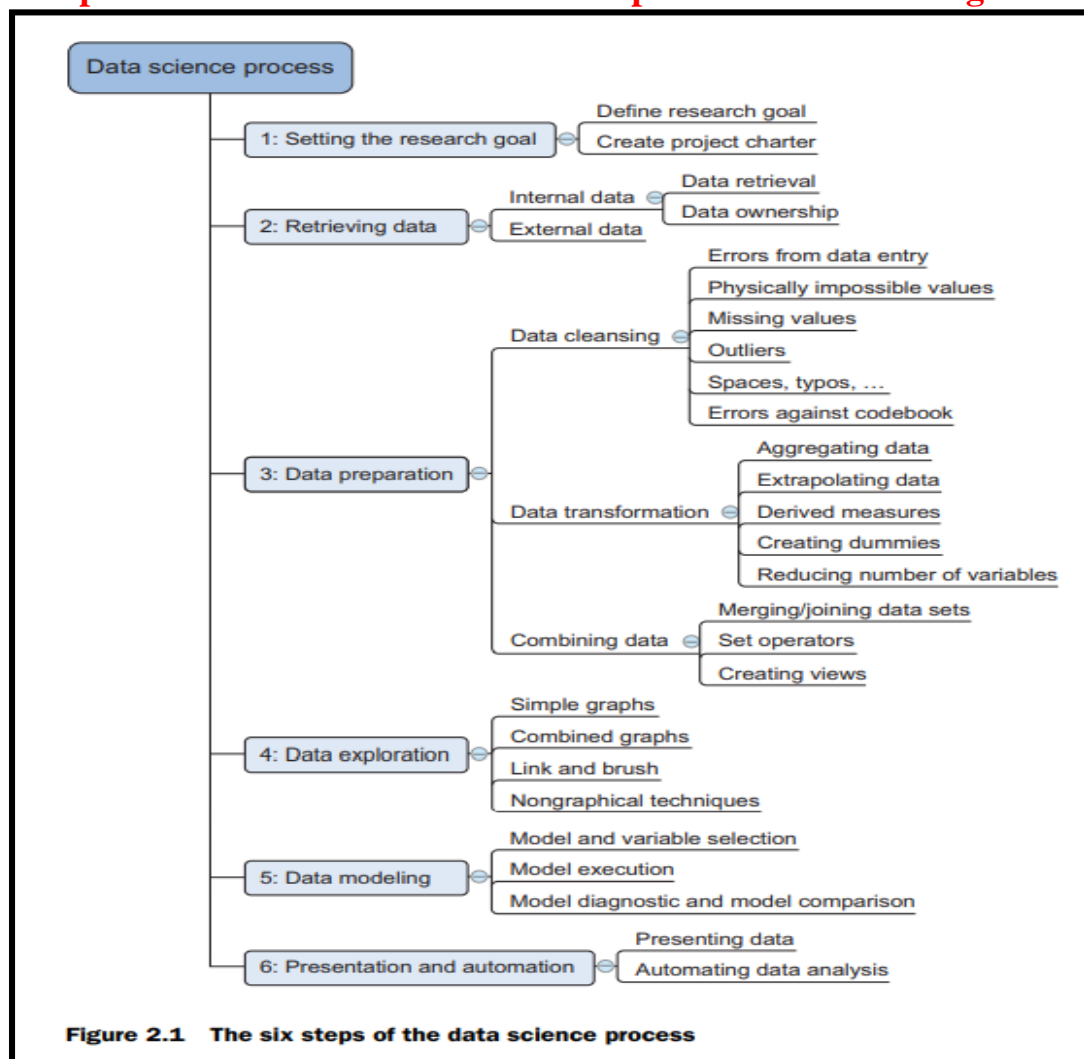 Data science process
1: Setting the research goal
Define research goal
Create project charter
2: Retrieving data
Internal data
Data retrieval
Data ownership
External data
3: Data preparation
Data cleansing
Errors from data entry
Physically impossible values
Missing values
Outliers
Spaces, typos, …
Errors against codebook
Data transformation
Aggregating data
Extrapolating data
Derived measures
Creating dummies
Reducing number of variables
Combining data
Merging/joining data sets
Set operators
Creating views
4: Data exploration
Simple graphs
Combined graphs
Link and brush
Nongraphical techniques
5: Data modeling
Model and variable selection
Model execution
Model diagnostic and model comparison
6: Presentation and automation
Presenting data
Automating data analysis
Figure 2.1 The six steps of the data science process